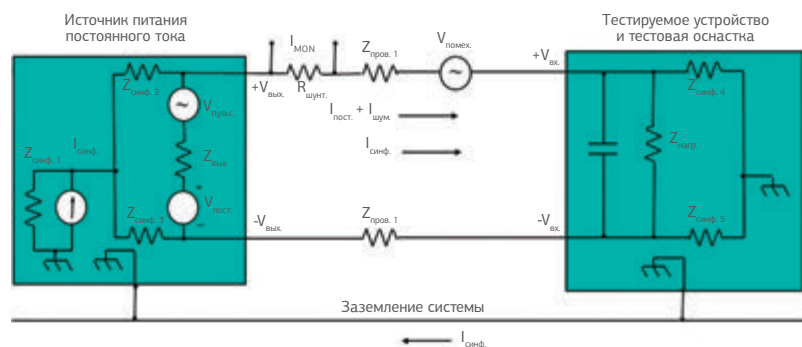 Источник питания
постоянного тока
Тестируемое устройство
и тестовая оснастка
I MON
Z пров. 1
V помех.
+V вх.
Z синф. 2
+V вых.
R шунт.
Z синф. 4
V пульс.
I пост. + I шум.
Z синф. 1
I синф.
Z вых.
I синф.
Z нагр.
V пост.
Z синф. 3
-V вых.
Z пров. 1
-V вх.
Z синф. 5
Заземление системы
I синф.